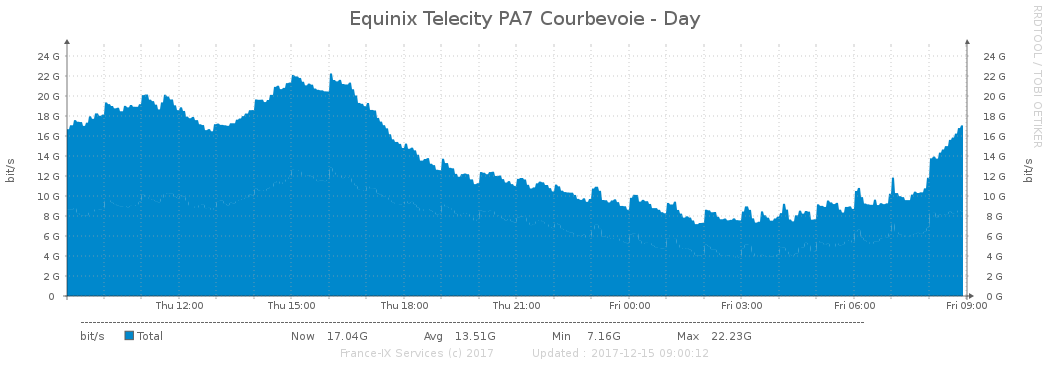 Equinix Telecity PA7 Courbevoie - Day
RRDTOOL / TOBI OETIKER
bit/s
24 G 24 G
22 G 22 G
20 G 20 G
18 G 18 G
16 G 16 G
14 G 14 G
12 G 12 G
10 G 10 G
8 G 8 G
6 G 6 G
4 G 4 G
2 G 2 G
0 0 G
bit/s
Thu 12:00 Thu 15:00 Thu 18:00 Thu 21:00 Fri 00:00 Fri 03:00 Fri 06:00 Fri 09:00
bit/s Total Now 17.04G Avg 13.51G Min 7.16G Max 22.23G
France-IX Services (c) 2017 Updated : 2017-12-15 09:00:12